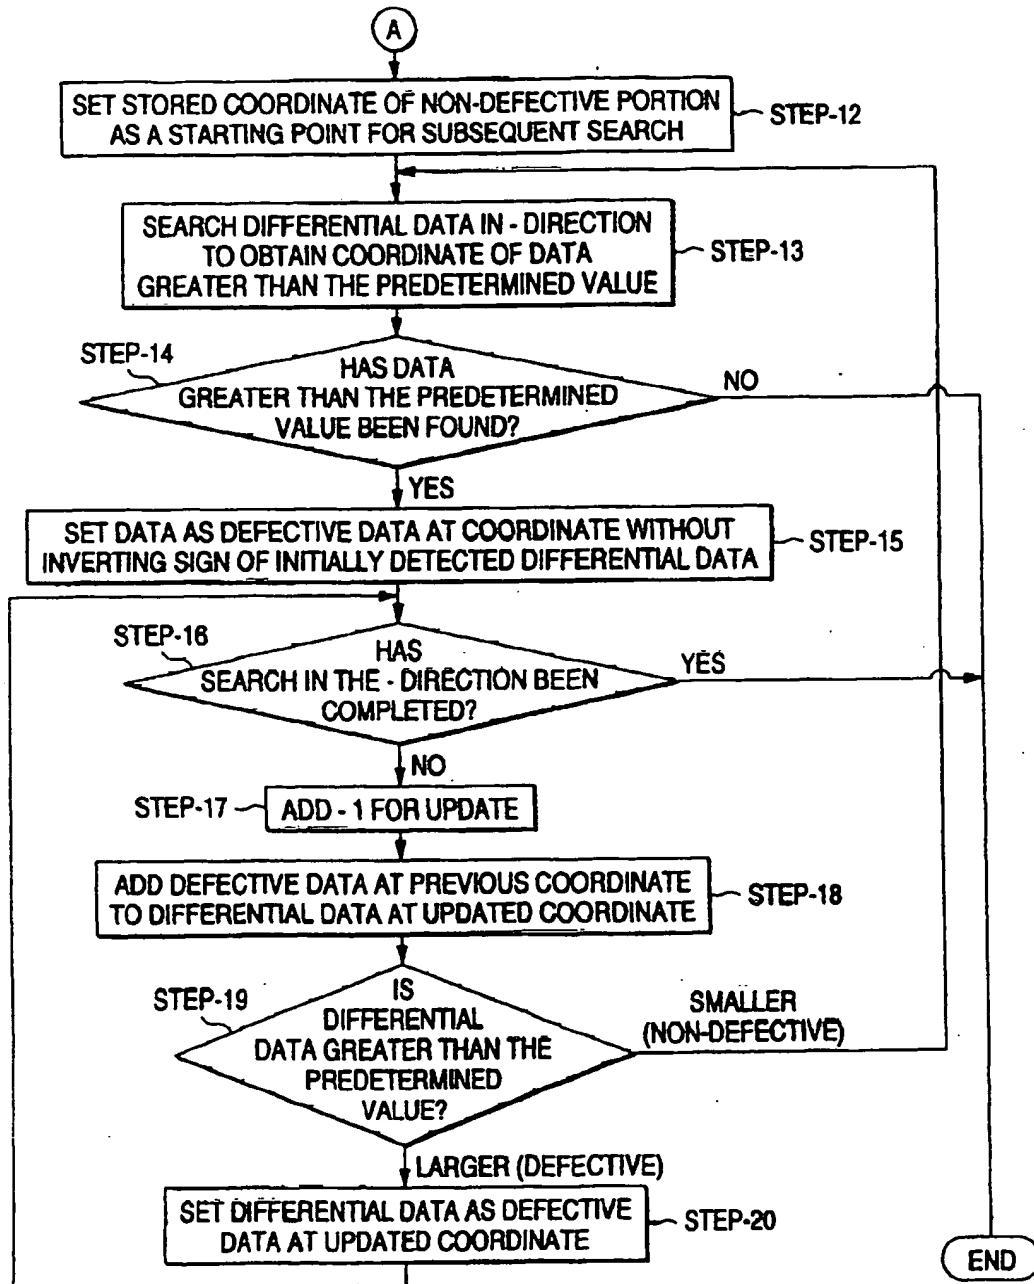 A
SET STORED COORDINATE OF NON-DEFECTIVE PORTION
AS A STARTING POINT FOR SUBSEQUENT SEARCH
STEP-12
SEARCH DIFFERENTIAL DATA IN - DIRECTION
TO OBTAIN COORDINATE OF DATA
GREATER THAN THE PREDETERMINED VALUE
STEP-13
STEP-14
HAS DATA
GREATER THAN THE PREDETERMINED
VALUE BEEN FOUND?
NO
YES
SET DATA AS DEFECTIVE DATA AT COORDINATE WITHOUT
INVERTING SIGN OF INITIALLY DETECTED DIFFERENTIAL DATA
STEP-15
STEP-16
HAS
SEARCH IN THE - DIRECTION BEEN
COMPLETED?
YES
NO
STEP-17
ADD - 1 FOR UPDATE
ADD DEFECTIVE DATA AT PREVIOUS COORDINATE
TO DIFFERENTIAL DATA AT UPDATED COORDINATE
STEP-18
STEP-19
IS
DIFFERENTIAL
DATA GREATER THAN THE
PREDETERMINED
VALUE?
SMALLER
(NON-DEFECTIVE)
LARGER (DEFECTIVE)
SET DIFFERENTIAL DATA AS DEFECTIVE
DATA AT UPDATED COORDINATE
STEP-20
END